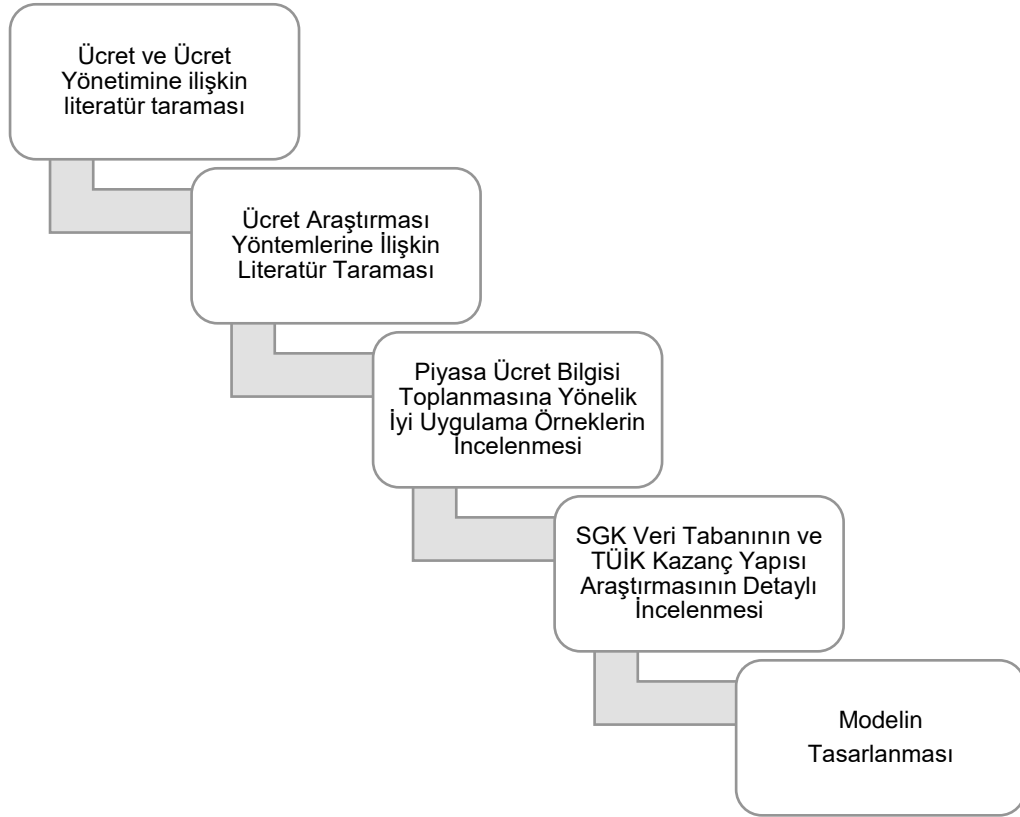 Ücret ve Ücret
Yönetimine ilişkin
literatür taraması
Ücret Araştırması
Yöntemlerine İlişkin
Literatür Taraması
Piyasa Ücret Bilgisi
Toplanmasına Yönelik
İyi Uygulama Örneklerin
İncelenmesi
SGK Veri Tabanının ve
TÜİK Kazanç Yapısı
Araştırmasının Detaylı
İncelenmesi
Modelin
Tasarlanması